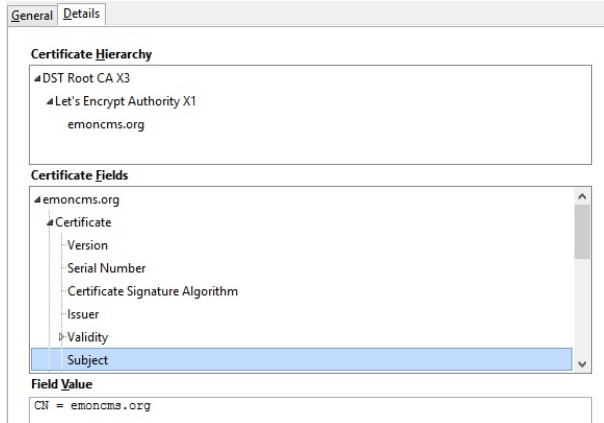 General Details
Certificate Hierarchy
DST Root CA X3
Let's Encrypt Authority X1
emoncms.org
Certificate Fields
emoncms.org
Certificate
Version
Serial Number
Certificate Signature Algorithm
Issuer
Validity
Subject
Field Value
CN = emoncms.org